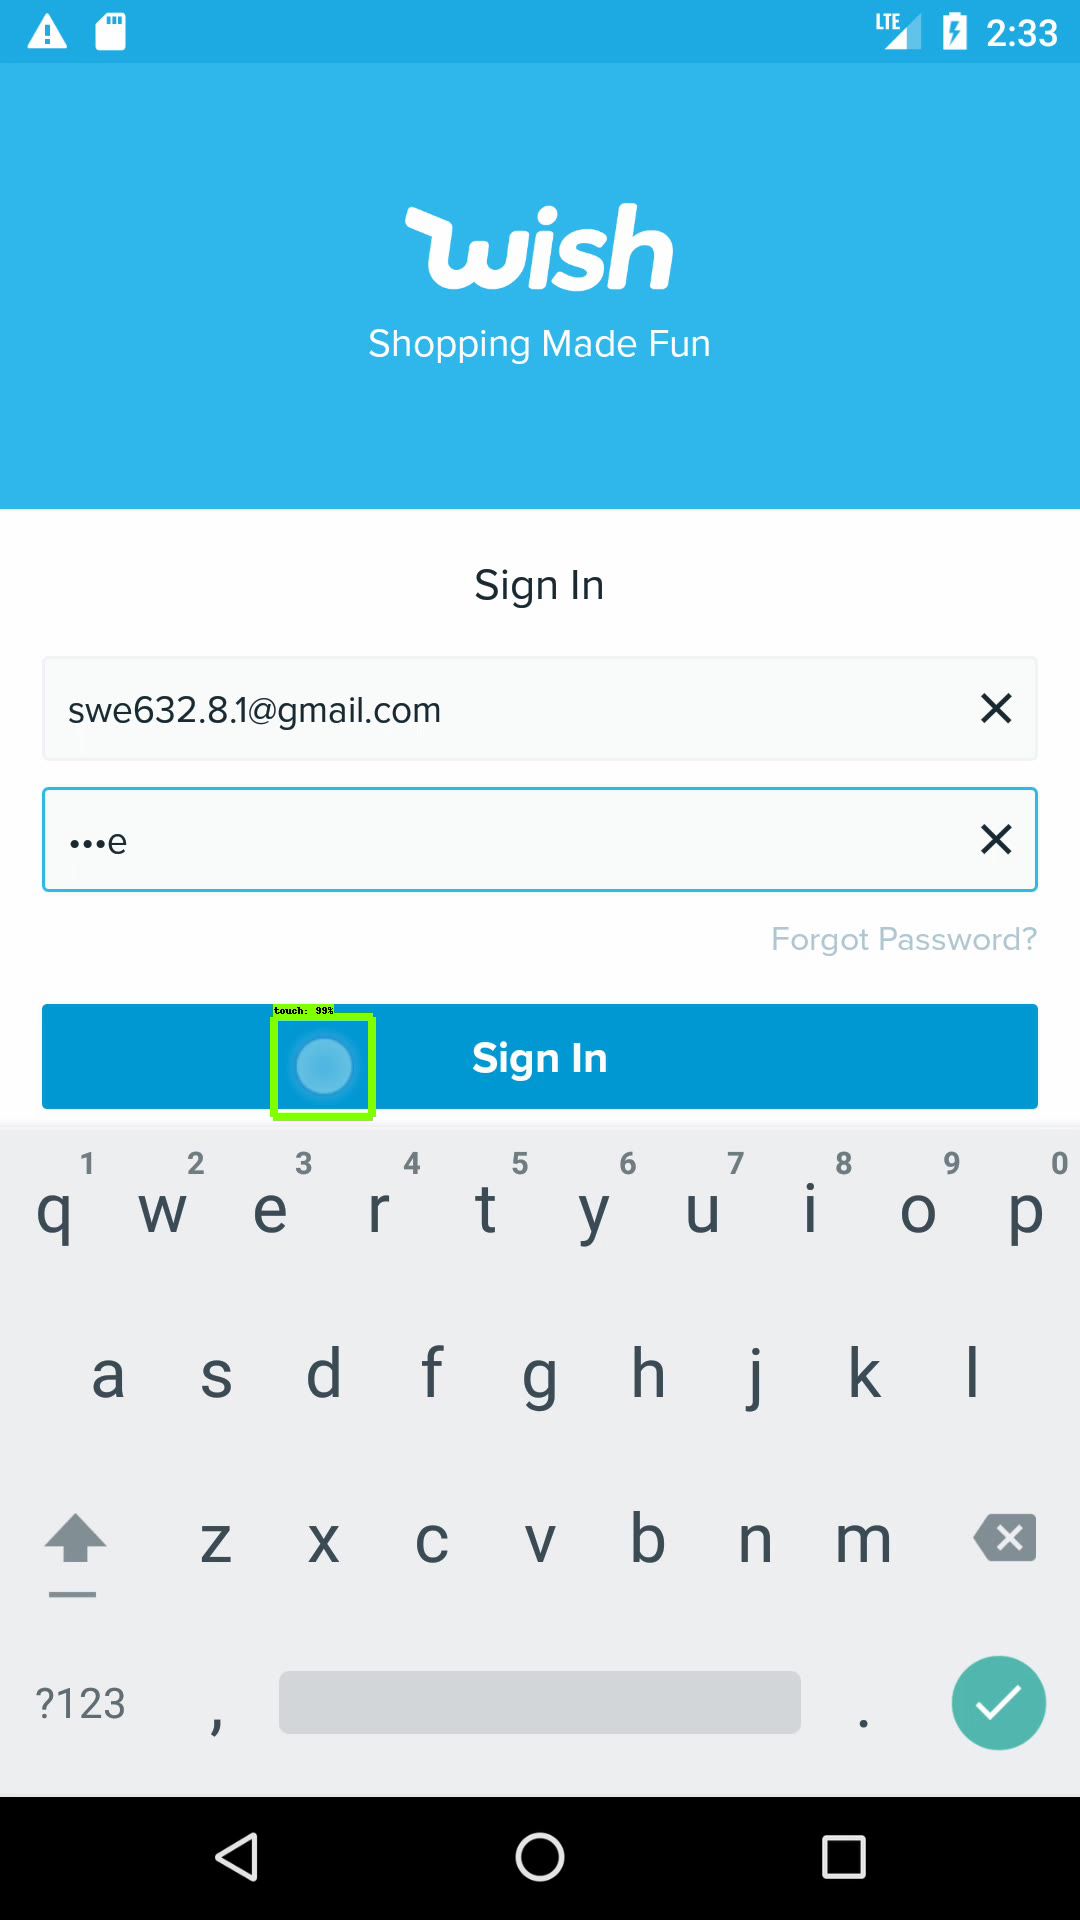 LTE 2:33
wish
Shopping Made Fun
Sign In
swe632.8.1@gmail.com
•••e
Forgot Password?
touch: 99%
Sign In
1 2 3 4 5 6 7 8 9 0
q w e r t y u i o p
a s d f g h j k l
z x c v b n m
?123 , .